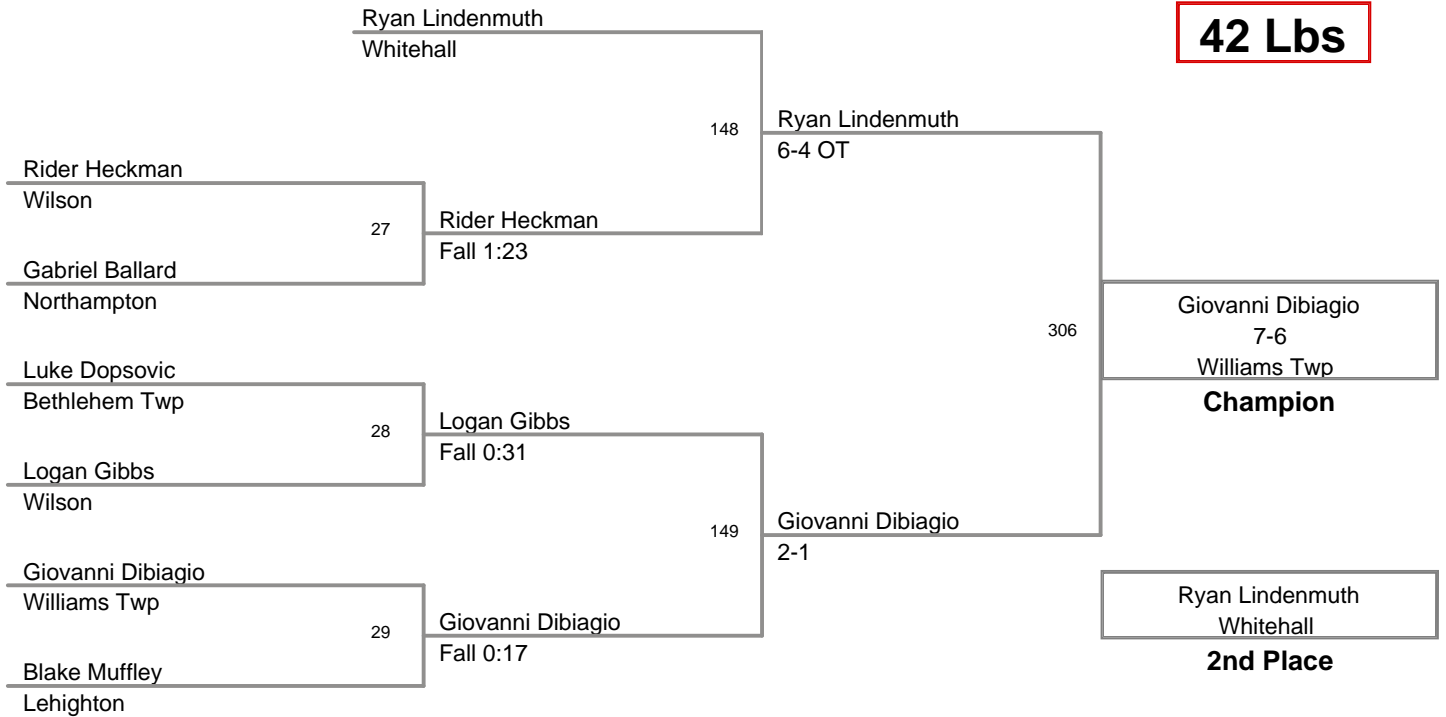 Ryan Lindenmuth
Whitehall
42 Lbs
148
Ryan Lindenmuth
6-4 OT
Rider Heckman
Wilson
27
Rider Heckman
Fall 1:23
Gabriel Ballard
Northampton
306
Giovanni Dibiagio
7-6
Williams Twp
Champion
Luke Dopsovic
Bethlehem Twp
28
Logan Gibbs
Fall 0:31
Logan Gibbs
Wilson
149
Giovanni Dibiagio
2-1
Giovanni Dibiagio
Williams Twp
29
Giovanni Dibiagio
Fall 0:17
Blake Muffley
Lehighton
Ryan Lindenmuth
Whitehall
2nd Place